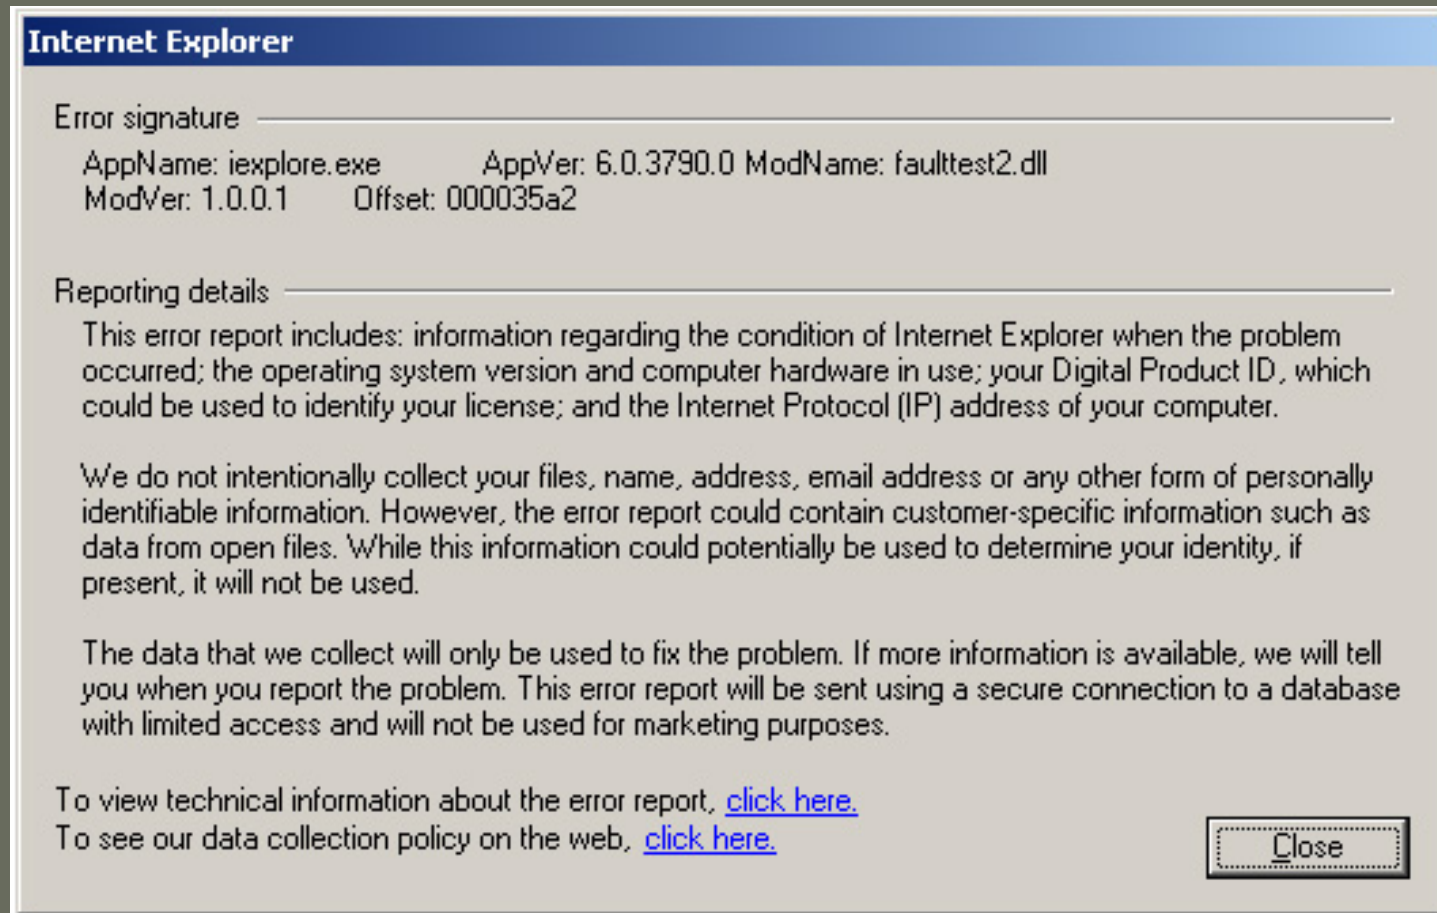 Internet Explorer
Error signature
AppName: iexplore.exe AppVer: 6.0.3790.0 ModName: faulttest2.dll
ModVer: 1.0.0.1 Offset: 000035a2
Reporting details
This error report includes: information regarding the condition of Internet Explorer when the problem
occurred; the operating system version and computer hardware in use; your Digital Product ID, which
could be used to identify your license; and the Internet Protocol (IP) address of your computer.
We do not intentionally collect your files, name, address, email address or any other form of personally
identifiable information. However, the error report could contain customer-specific information such as
data from open files. While this information could potentially be used to determine your identity, if
present, it will not be used.
The data that we collect will only be used to fix the problem. If more information is available, we will tell
you when you report the problem. This error report will be sent using a secure connection to a database
with limited access and will not be used for marketing purposes.
To view technical information about the error report, click here.
To see our data collection policy on the web, click here.
Close